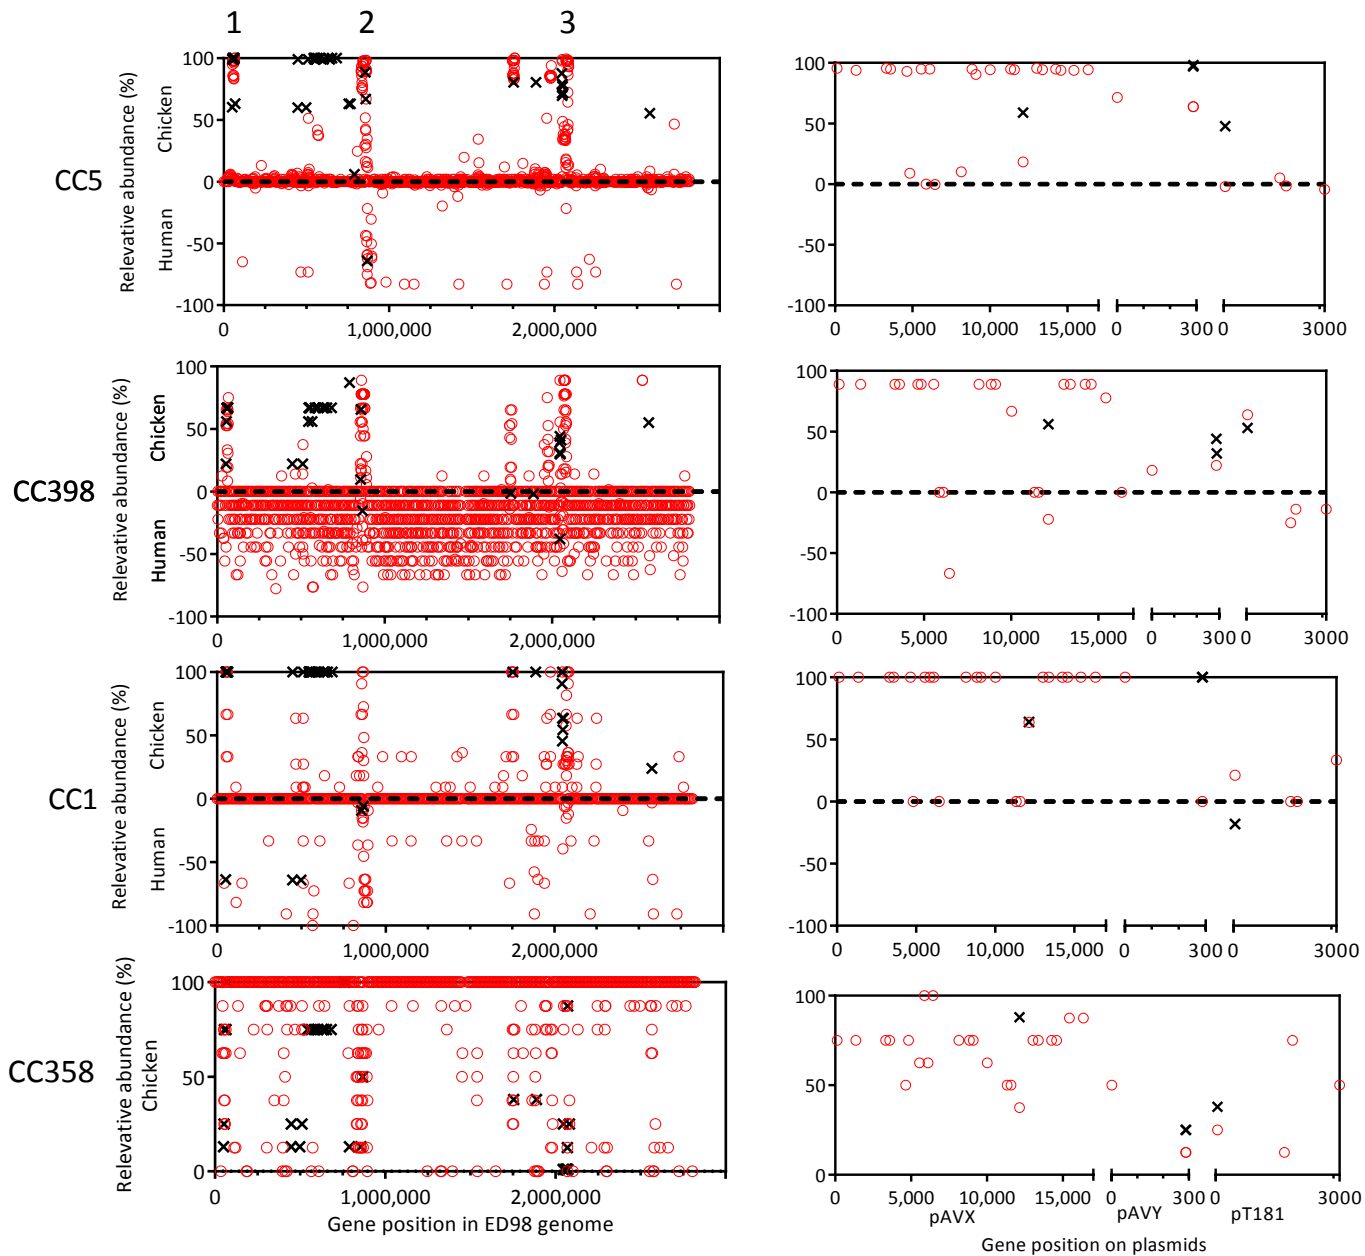 1 2 3
CC5
Relevative abundance (%)
Human Chicken
100
50
0
-50
-100
0 1,000,000 2,000,000
100
50
0
-50
-100
0 5,000 10,000 15,000 0 300 0 3000
CC398
Relevative abundance (%)
Human Chicken
100
50
0
-50
-100
0 1,000,000 2,000,000
100
50
0
-50
-100
0 5,000 10,000 15,000 0 300 0 3000
CC1
Relevative abundance (%)
Human Chicken
100
50
0
-50
-100
0 1,000,000 2,000,000
100
50
0
-50
-100
0 5,000 10,000 15,000 0 300 0 3000
CC358
Relevative abundance (%)
Chicken
100
50
0
0 1,000,000 2,000,000
Gene position in ED98 genome
100
50
0
0 5,000 10,000 15,000 0 300 0 3000
pAVX pAVY pT181
Gene position on plasmids